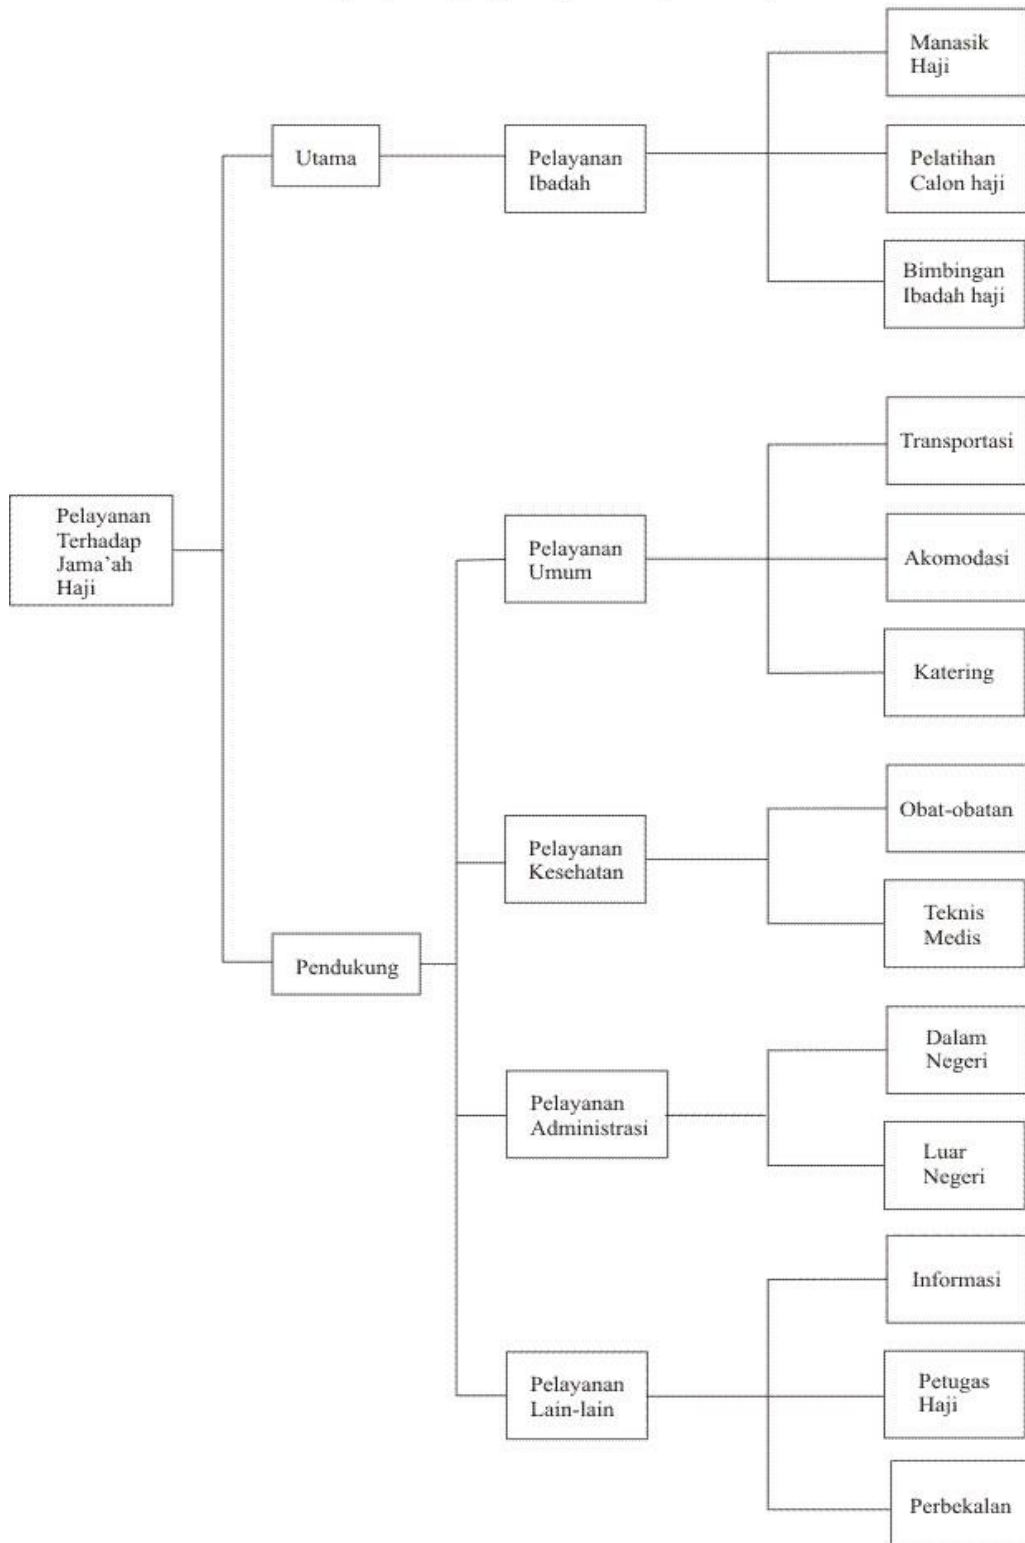 Manasik
Haji
Utama
Pelayanan
Ibadah
Pelatihan
Calon haji
Bimbingan
Ibadah haji
Transportasi
Pelayanan
Terhadap
Jama'ah
Haji
Pelayanan
Umum
Akomodasi
Katering
Obat-obatan
Pelayanan
Kesehatan
Teknis
Medis
Pendukung
Dalam
Negeri
Pelayanan
Administrasi
Luar
Negeri
Informasi
Pelayanan
Lain-lain
Petugas
Haji
Perbekalan